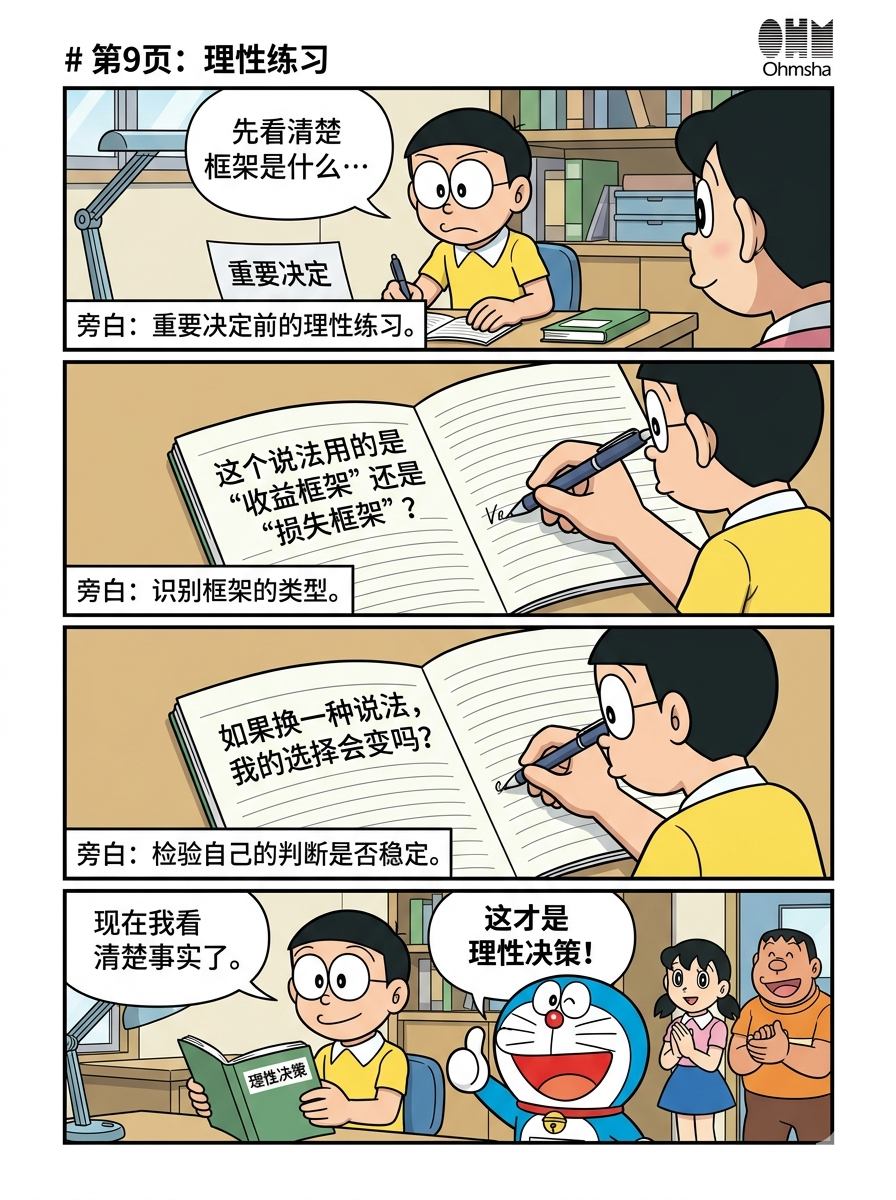 # 第9页：理性练习
OHM
Ohmsha
先看清楚
框架是什么…
重要决定
旁白：重要决定前的理性练习。
这个说法用的是
“收益框架”还是
“损失框架”？
Ve
旁白：识别框架的类型。
如果换一种说法，
我的选择会变吗？
旁白：检验自己的判断是否稳定。
现在我看
清楚事实了。
这才是
理性决策！
理性决策